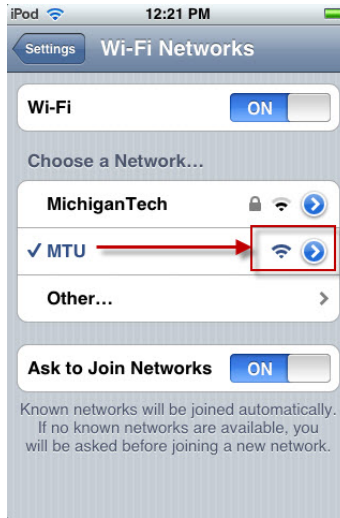 iPod 12:21 PM
Settings Wi-Fi Networks
Wi-Fi ON
Choose a Network...
MichiganTech
✓ MTU
Other...
Ask to Join Networks ON
Known networks will be joined automatically.
If no known networks are available, you
will be asked before joining a new network.